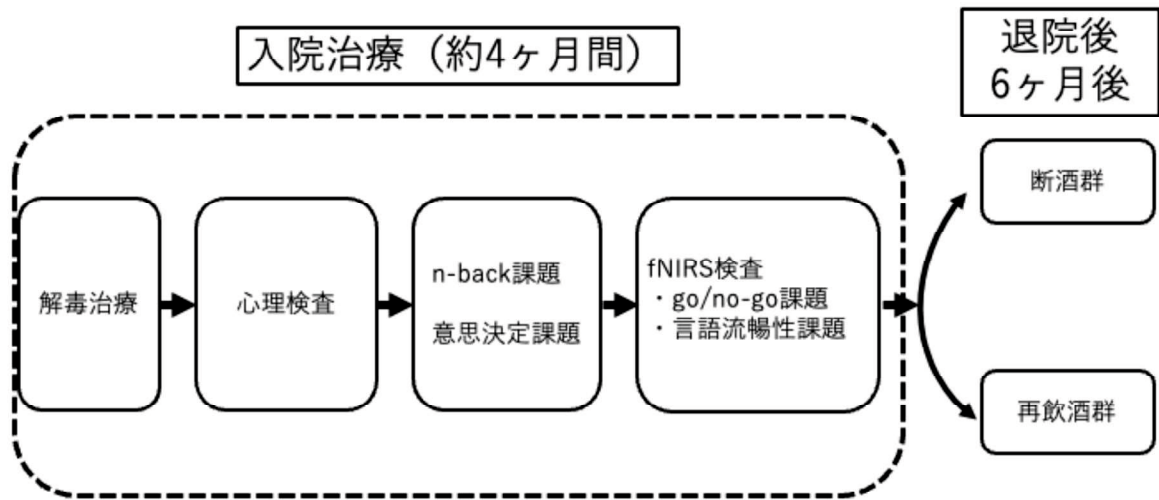 入院治療（約4ヶ月間）
退院後
6ヶ月後
解毒治療
心理検査
n-back課題
意思決定課題
fNIRS検査
・go/no-go課題
・言語流暢性課題
断酒群
再飲酒群